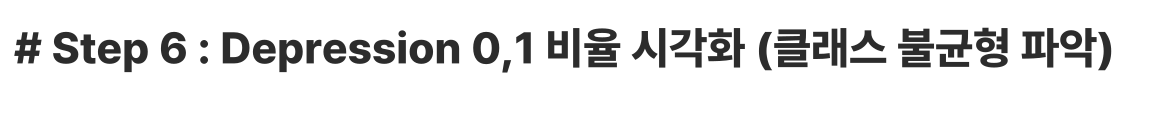 # Step 6 : Depression 0,1 비율 시각화 (클래스 불균형 파악)